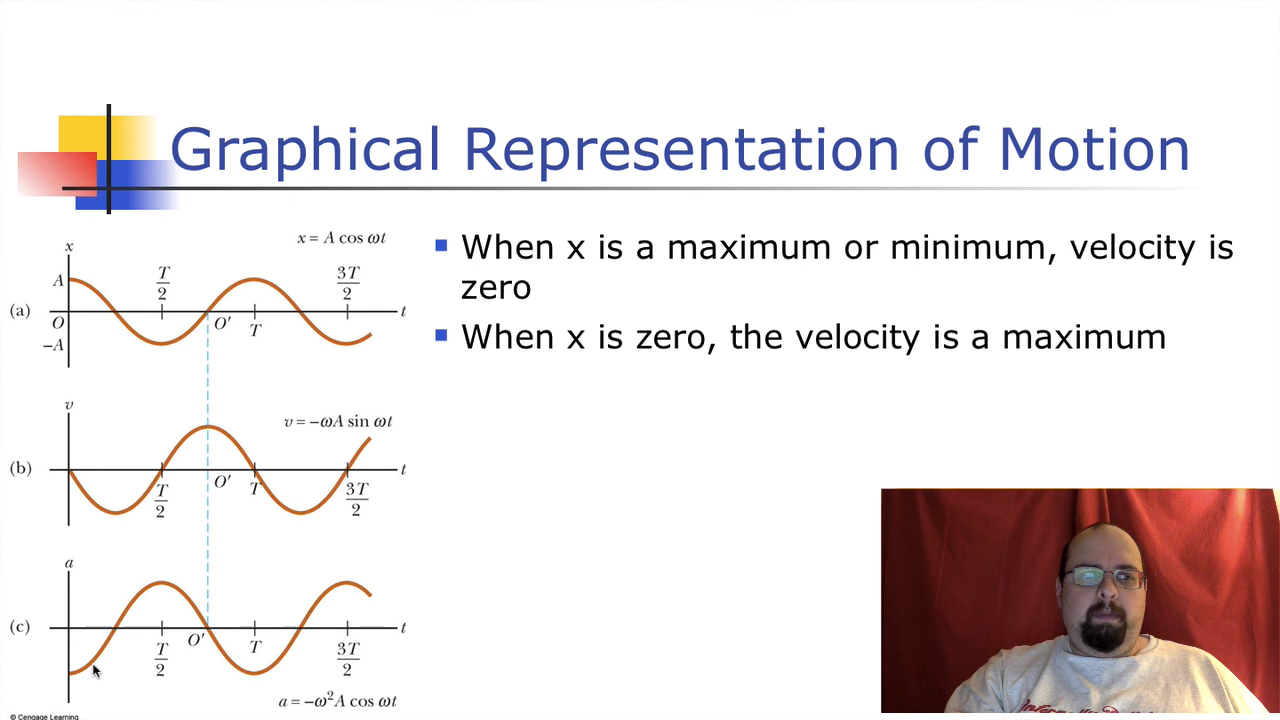 Graphical Representation of Motion
When x is a maximum or minimum, velocity is
zero
When x is zero, the velocity is a maximum
x
x = A cos ωt
A
T/2
3T/2
(a)
t
O
O′
T
−A
v
v = −ωA sin ωt
(b)
t
O′
T/2
T
3T/2
a
(c)
t
O′
T/2
T
3T/2
a = −ω²A cos ωt
© Cengage Learning